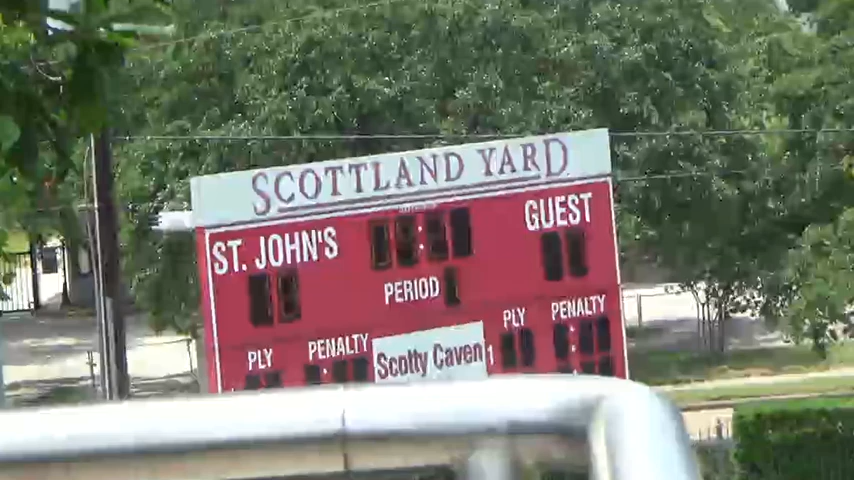 SCOTTLAND YARD
ST. JOHN'S
GUEST
PERIOD
PLY
PENALTY
Scotty Caven
PLY
PENALTY